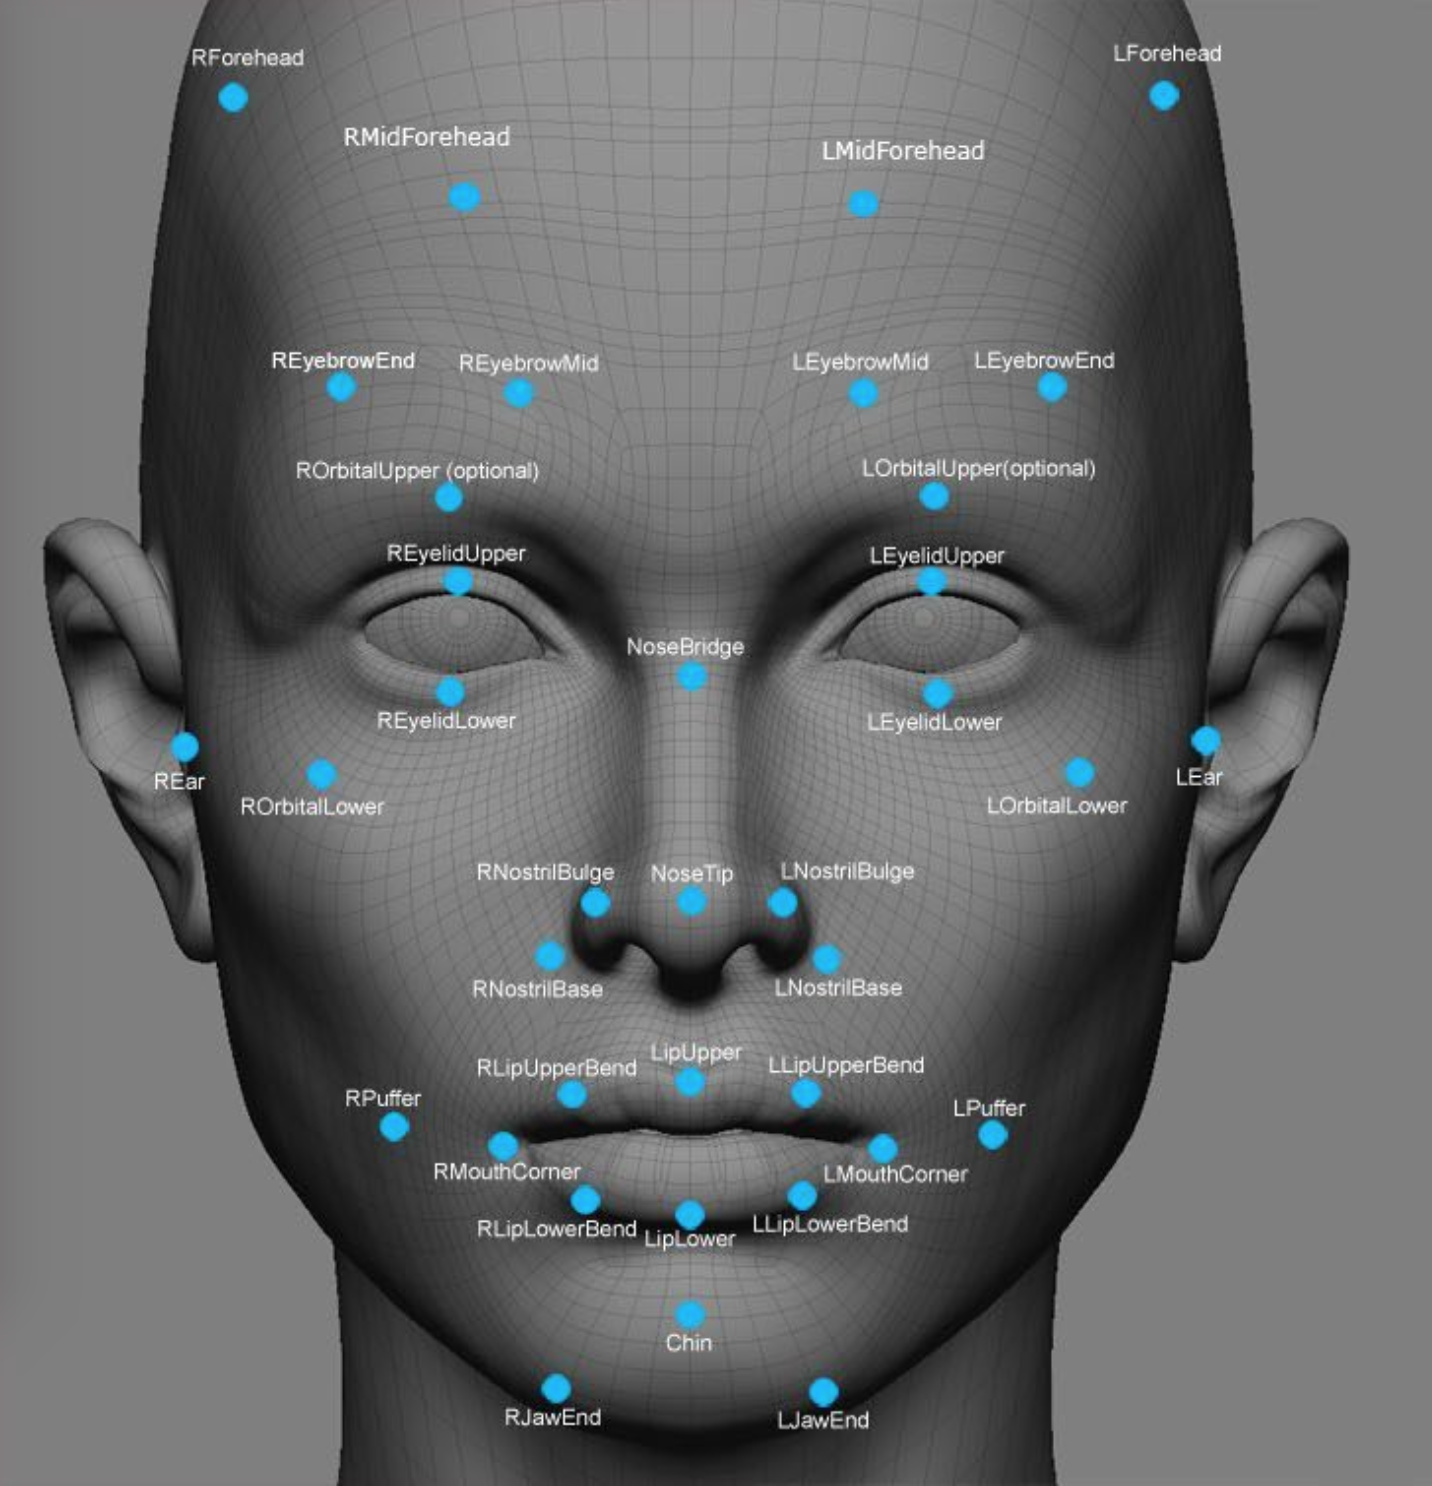 RForehead
LForehead
RMidForehead
LMidForehead
REyebrowEnd
REyebrowMid
LEyebrowMid
LEyebrowEnd
ROrbitalUpper (optional)
LOrbitalUpper(optional)
REyelidUpper
LEyelidUpper
NoseBridge
REyelidLower
LEyelidLower
REar
LEar
ROrbitalLower
LOrbitalLower
RNostrilBulge
NoseTip
LNostrilBulge
RNostrilBase
LNostrilBase
RLipUpperBend
LipUpper
LLipUpperBend
RPuffer
LPuffer
RMouthCorner
LMouthCorner
RLipLowerBend
LipLower
LLipLowerBend
Chin
RJawEnd
LJawEnd